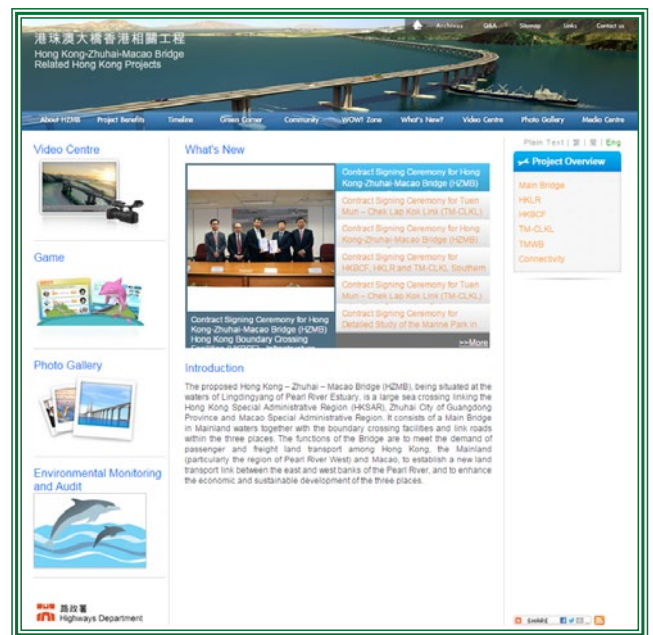 Archives Q&A Sitemap Links Contact us
港珠澳大橋香港相關工程
Hong Kong-Zhuhai-Macao Bridge
Related Hong Kong Projects
About HZMB Project Benefits Timeline Green Corner Community WOW! Zone What's New? Video Centre Photo Gallery Media Centre
Plain Text | 繁 | 簡 | Eng
Video Centre
Game
Photo Gallery
Environmental Monitoring
and Audit
路政署
Highways Department
What's New
Contract Signing Ceremony for Hong
Kong-Zhuhai-Macao Bridge (HZMB)
Contract Signing Ceremony for Tuen
Mun – Chek Lap Kok Link (TM-CLKL)
Contract Signing Ceremony for Hong
Kong-Zhuhai-Macao Bridge (HZMB)
Contract Signing Ceremony for
HKBCF, HKLR and TM-CLKL Southern
Contract Signing Ceremony for Tuen
Mun – Chek Lap Kok Link (TM-CLKL)
Contract Signing Ceremony for
Detailed Study of the Marine Park in
>>More
Contract Signing Ceremony for Hong
Kong-Zhuhai-Macao Bridge (HZMB)
Hong Kong Boundary Crossing
Introduction
The proposed Hong Kong – Zhuhai – Macao Bridge (HZMB), being situated at the
waters of Lingdingyang of Pearl River Estuary, is a large sea crossing linking the
Hong Kong Special Administrative Region (HKSAR), Zhuhai City of Guangdong
Province and Macao Special Administrative Region. It consists of a Main Bridge
in Mainland waters together with the boundary crossing facilities and link roads
within the three places. The functions of the Bridge are to meet the demand of
passenger and freight land transport among Hong Kong, the Mainland
(particularly the region of Pearl River West) and Macao, to establish a new land
transport link between the east and west banks of the Pearl River, and to enhance
the economic and sustainable development of the three places.
Project Overview
Main Bridge
HKLR
HKBCF
TM-CLKL
TMWB
Connectivity